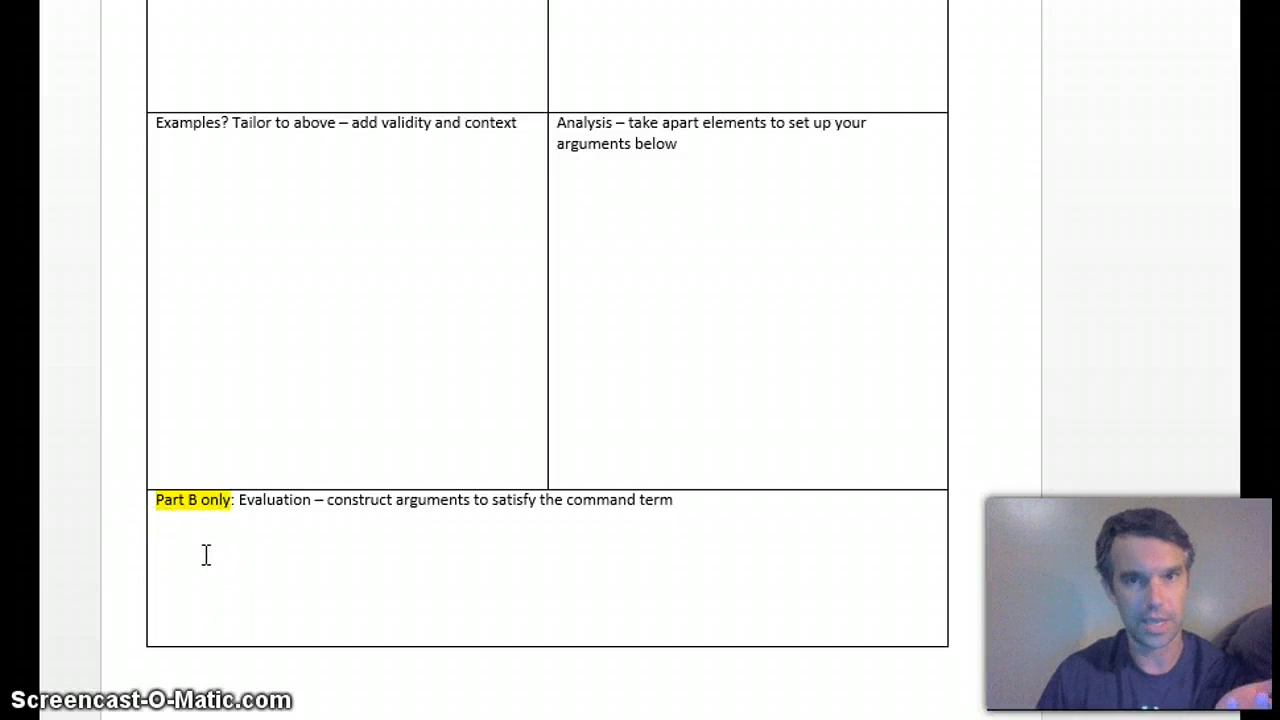 Examples? Tailor to above – add validity and context
Analysis – take apart elements to set up your
arguments below
Part B only: Evaluation – construct arguments to satisfy the command term
Screencast-O-Matic.com